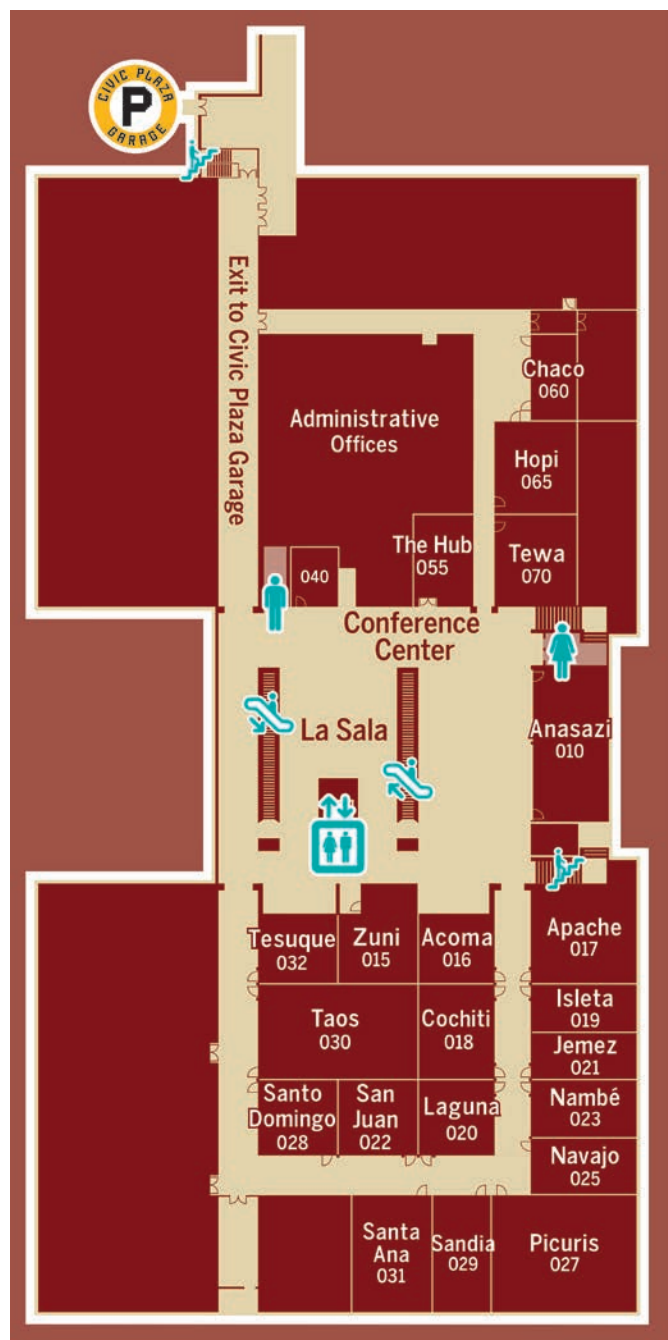 CIVIC PLAZA
P
GARAGE
Exit to Civic Plaza Garage
Chaco
060
Administrative
Offices
Hopi
065
The Hub
055
Tewa
070
040
Conference
Center
La Sala
Anasazi
010
Tesuque
032
Zuni
015
Acoma
016
Apache
017
Taos
030
Cochiti
018
Isleta
019
Jemez
021
Santo
Domingo
028
San
Juan
022
Laguna
020
Nambé
023
Navajo
025
Santa
Ana
031
Sandia
029
Picuris
027